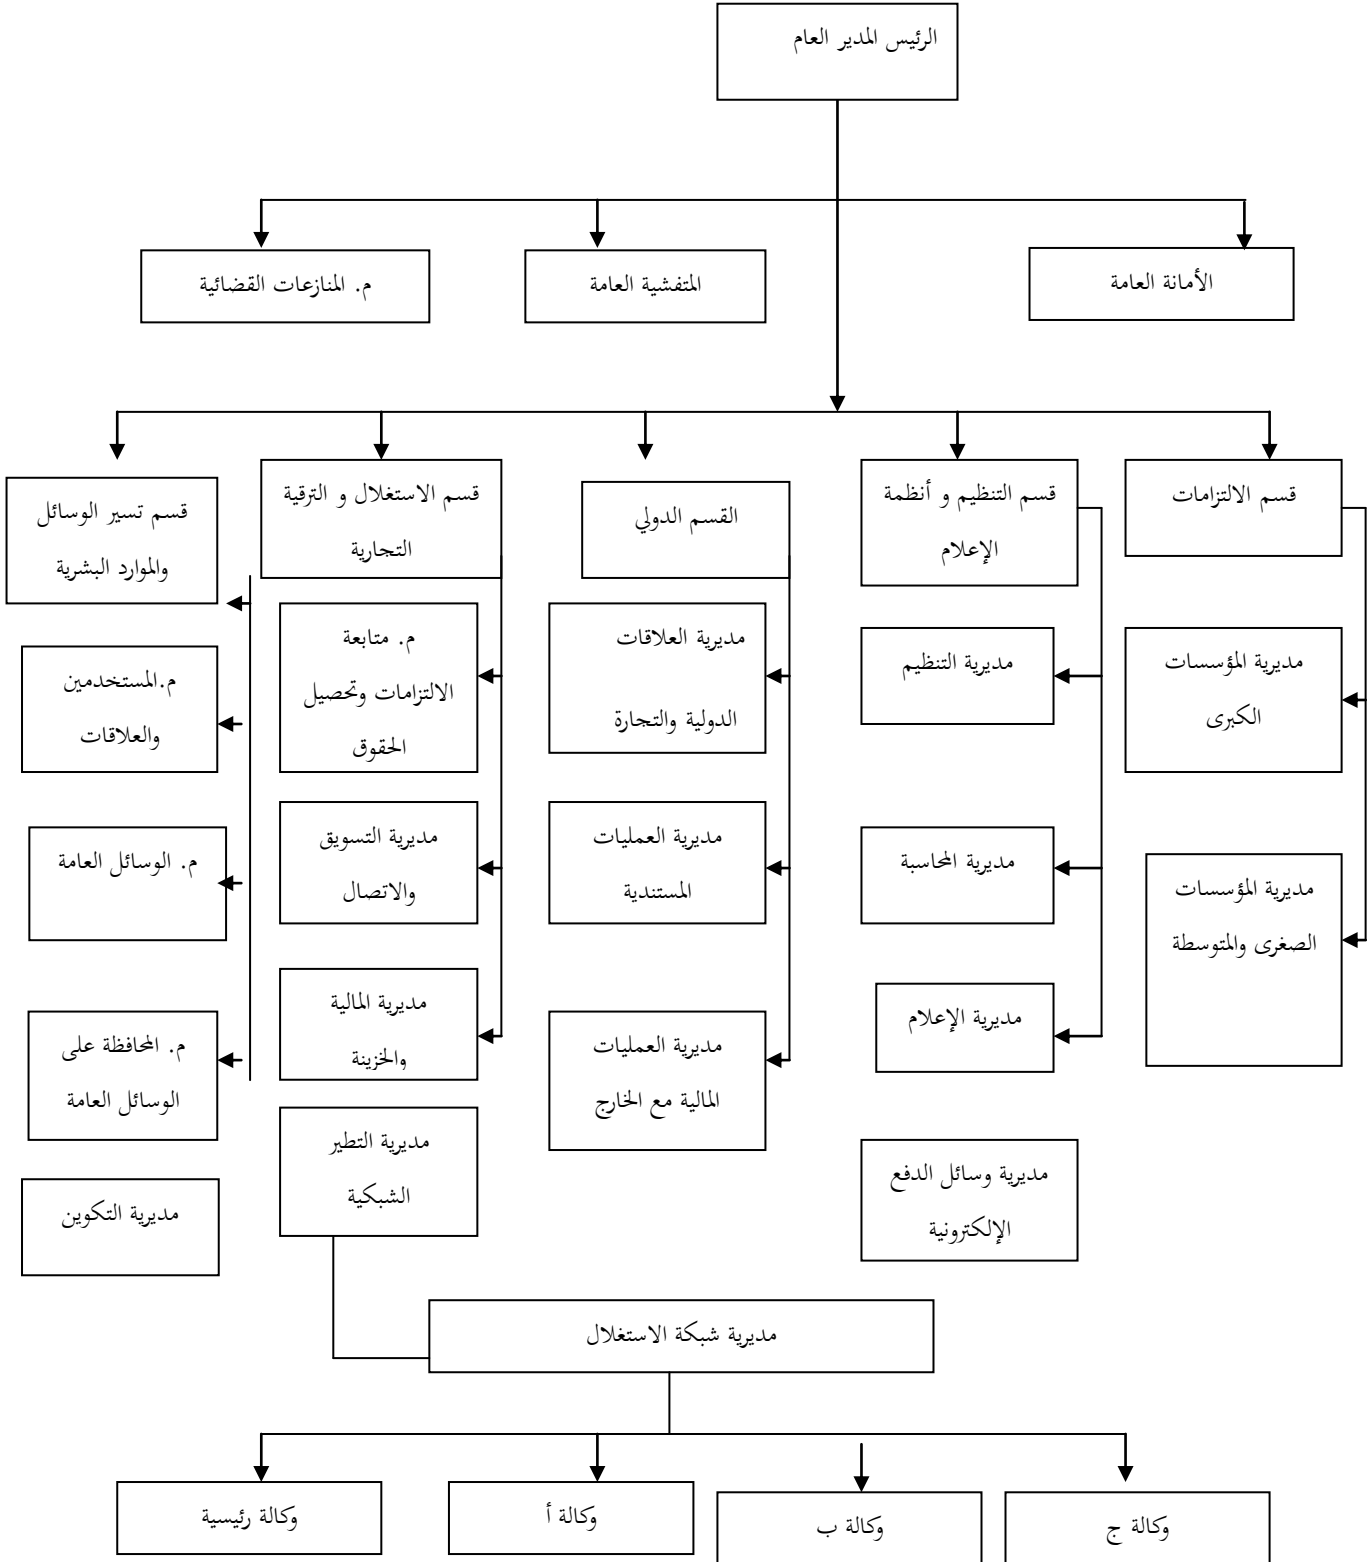 الرئيس المدير العام
الأمانة العامة
المتفشية العامة
م. المنازعات القضائية
قسم الالتزامات
قسم التنظيم و أنظمة
الإعلام
القسم الدولي
قسم الاستغلال و الترقية
التجارية
قسم تسير الوسائل
والموارد البشرية
مديرية المؤسسات
الكبرى
مديرية المؤسسات
الصغرى والمتوسطة
مديرية التنظيم
مديرية المحاسبة
مديرية الإعلام
مديرية وسائل الدفع
الإلكترونية
مديرية العلاقات
الدولية والتجارة
مديرية العمليات
المستندية
مديرية العمليات
المالية مع الخارج
م. متابعة
الالتزامات وتحصيل
الحقوق
مديرية التسويق
والاتصال
مديرية المالية
والخزينة
مديرية التطير
الشبكية
م.المستخدمين
والعلاقات
م. الوسائل العامة
م. المحافظة على
الوسائل العامة
مديرية التكوين
مديرية شبكة الاستغلال
وكالة ج
وكالة ب
وكالة أ
وكالة رئيسية